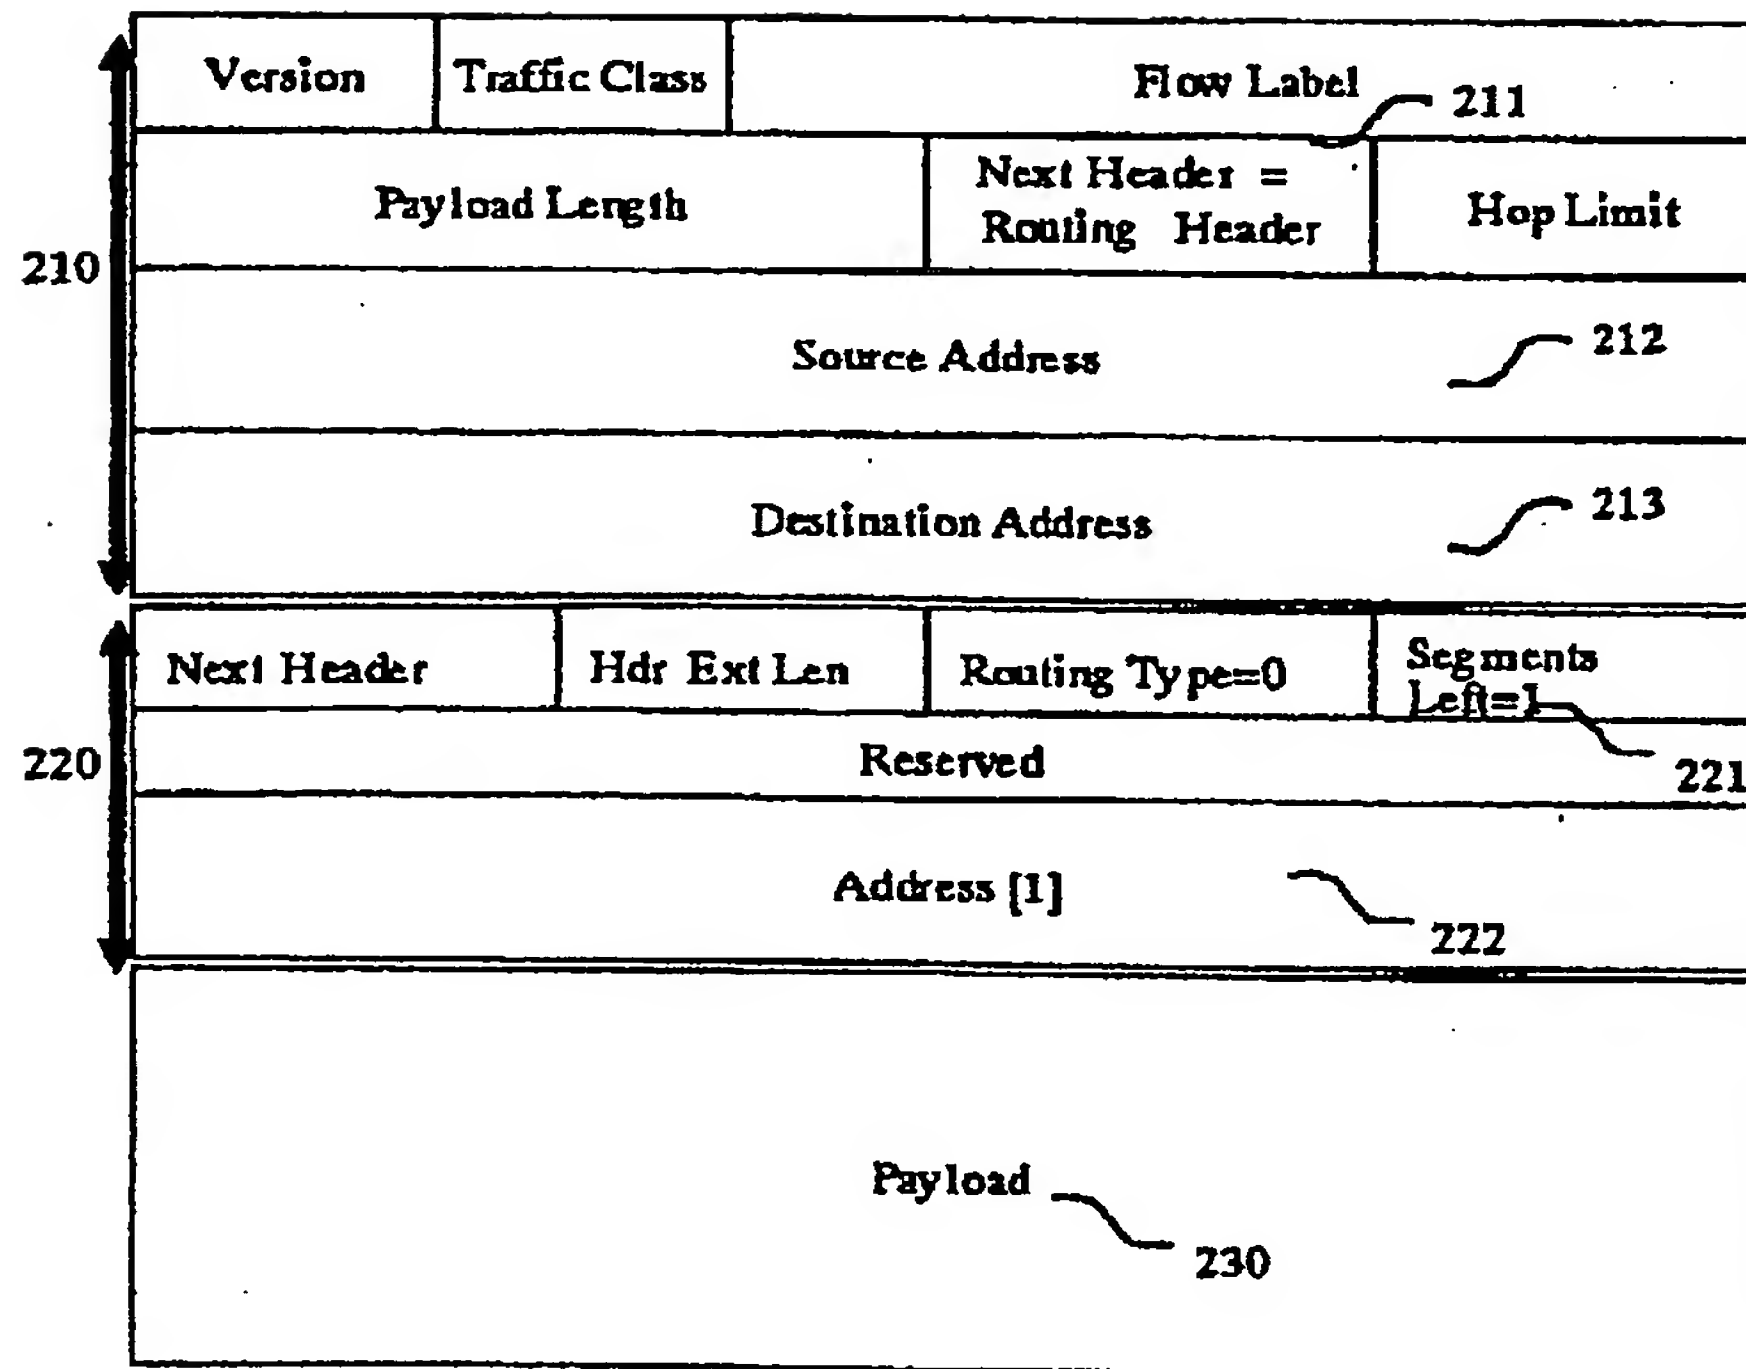 Version Traffic Class Flow Label
211
Payload Length Next Header = Hop Limit
Routing Header
210
Source Address 212
Destination Address 213
Next Header Hdr Ext Len Routing Type=0 Segments
Left=1
220 Reserved 221
Address [1]
222
Payload
230